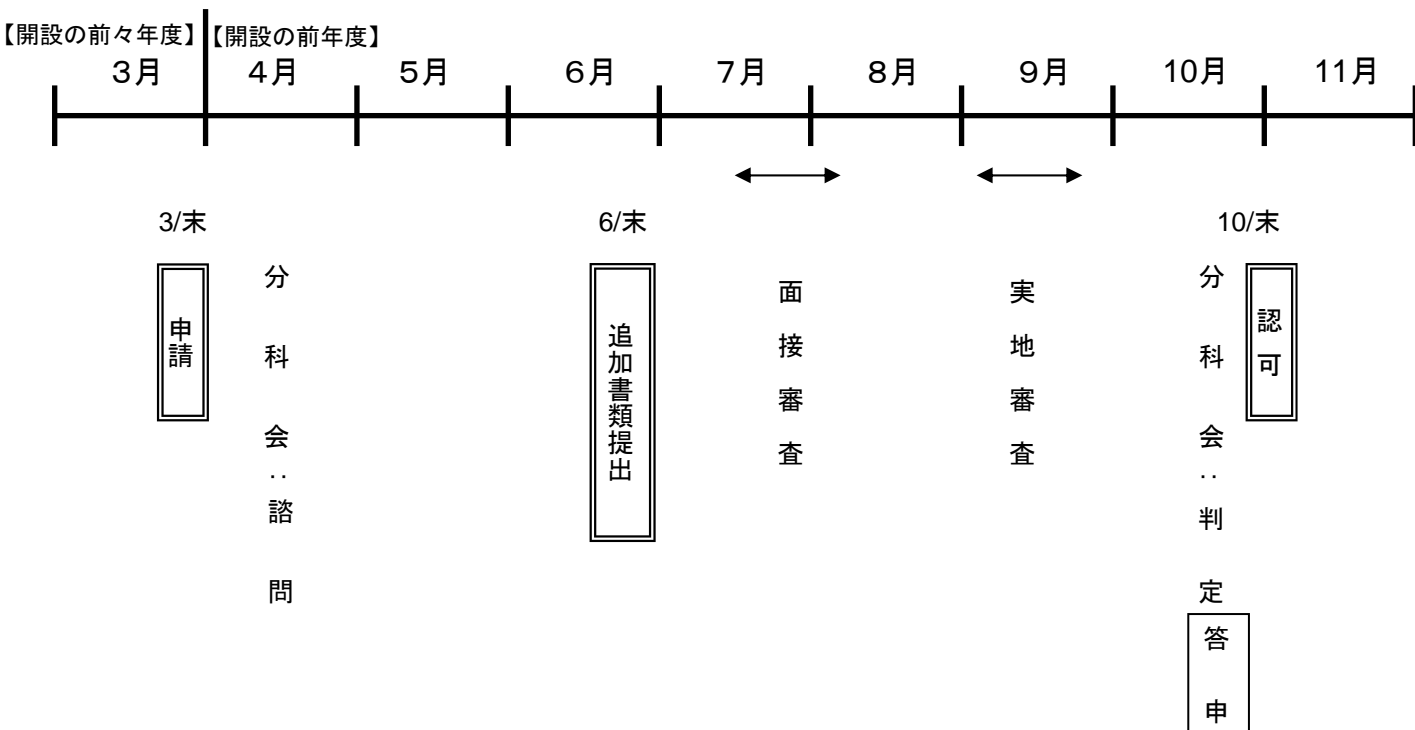 【開設の前々年度】【開設の前年度】
3月 4月 5月 6月 7月 8月 9月 10月 11月
3/末 6/末 10/末
申請
分科会：諮問
追加書類提出
面接審査
実地審査
分科会：判定
答申
認可